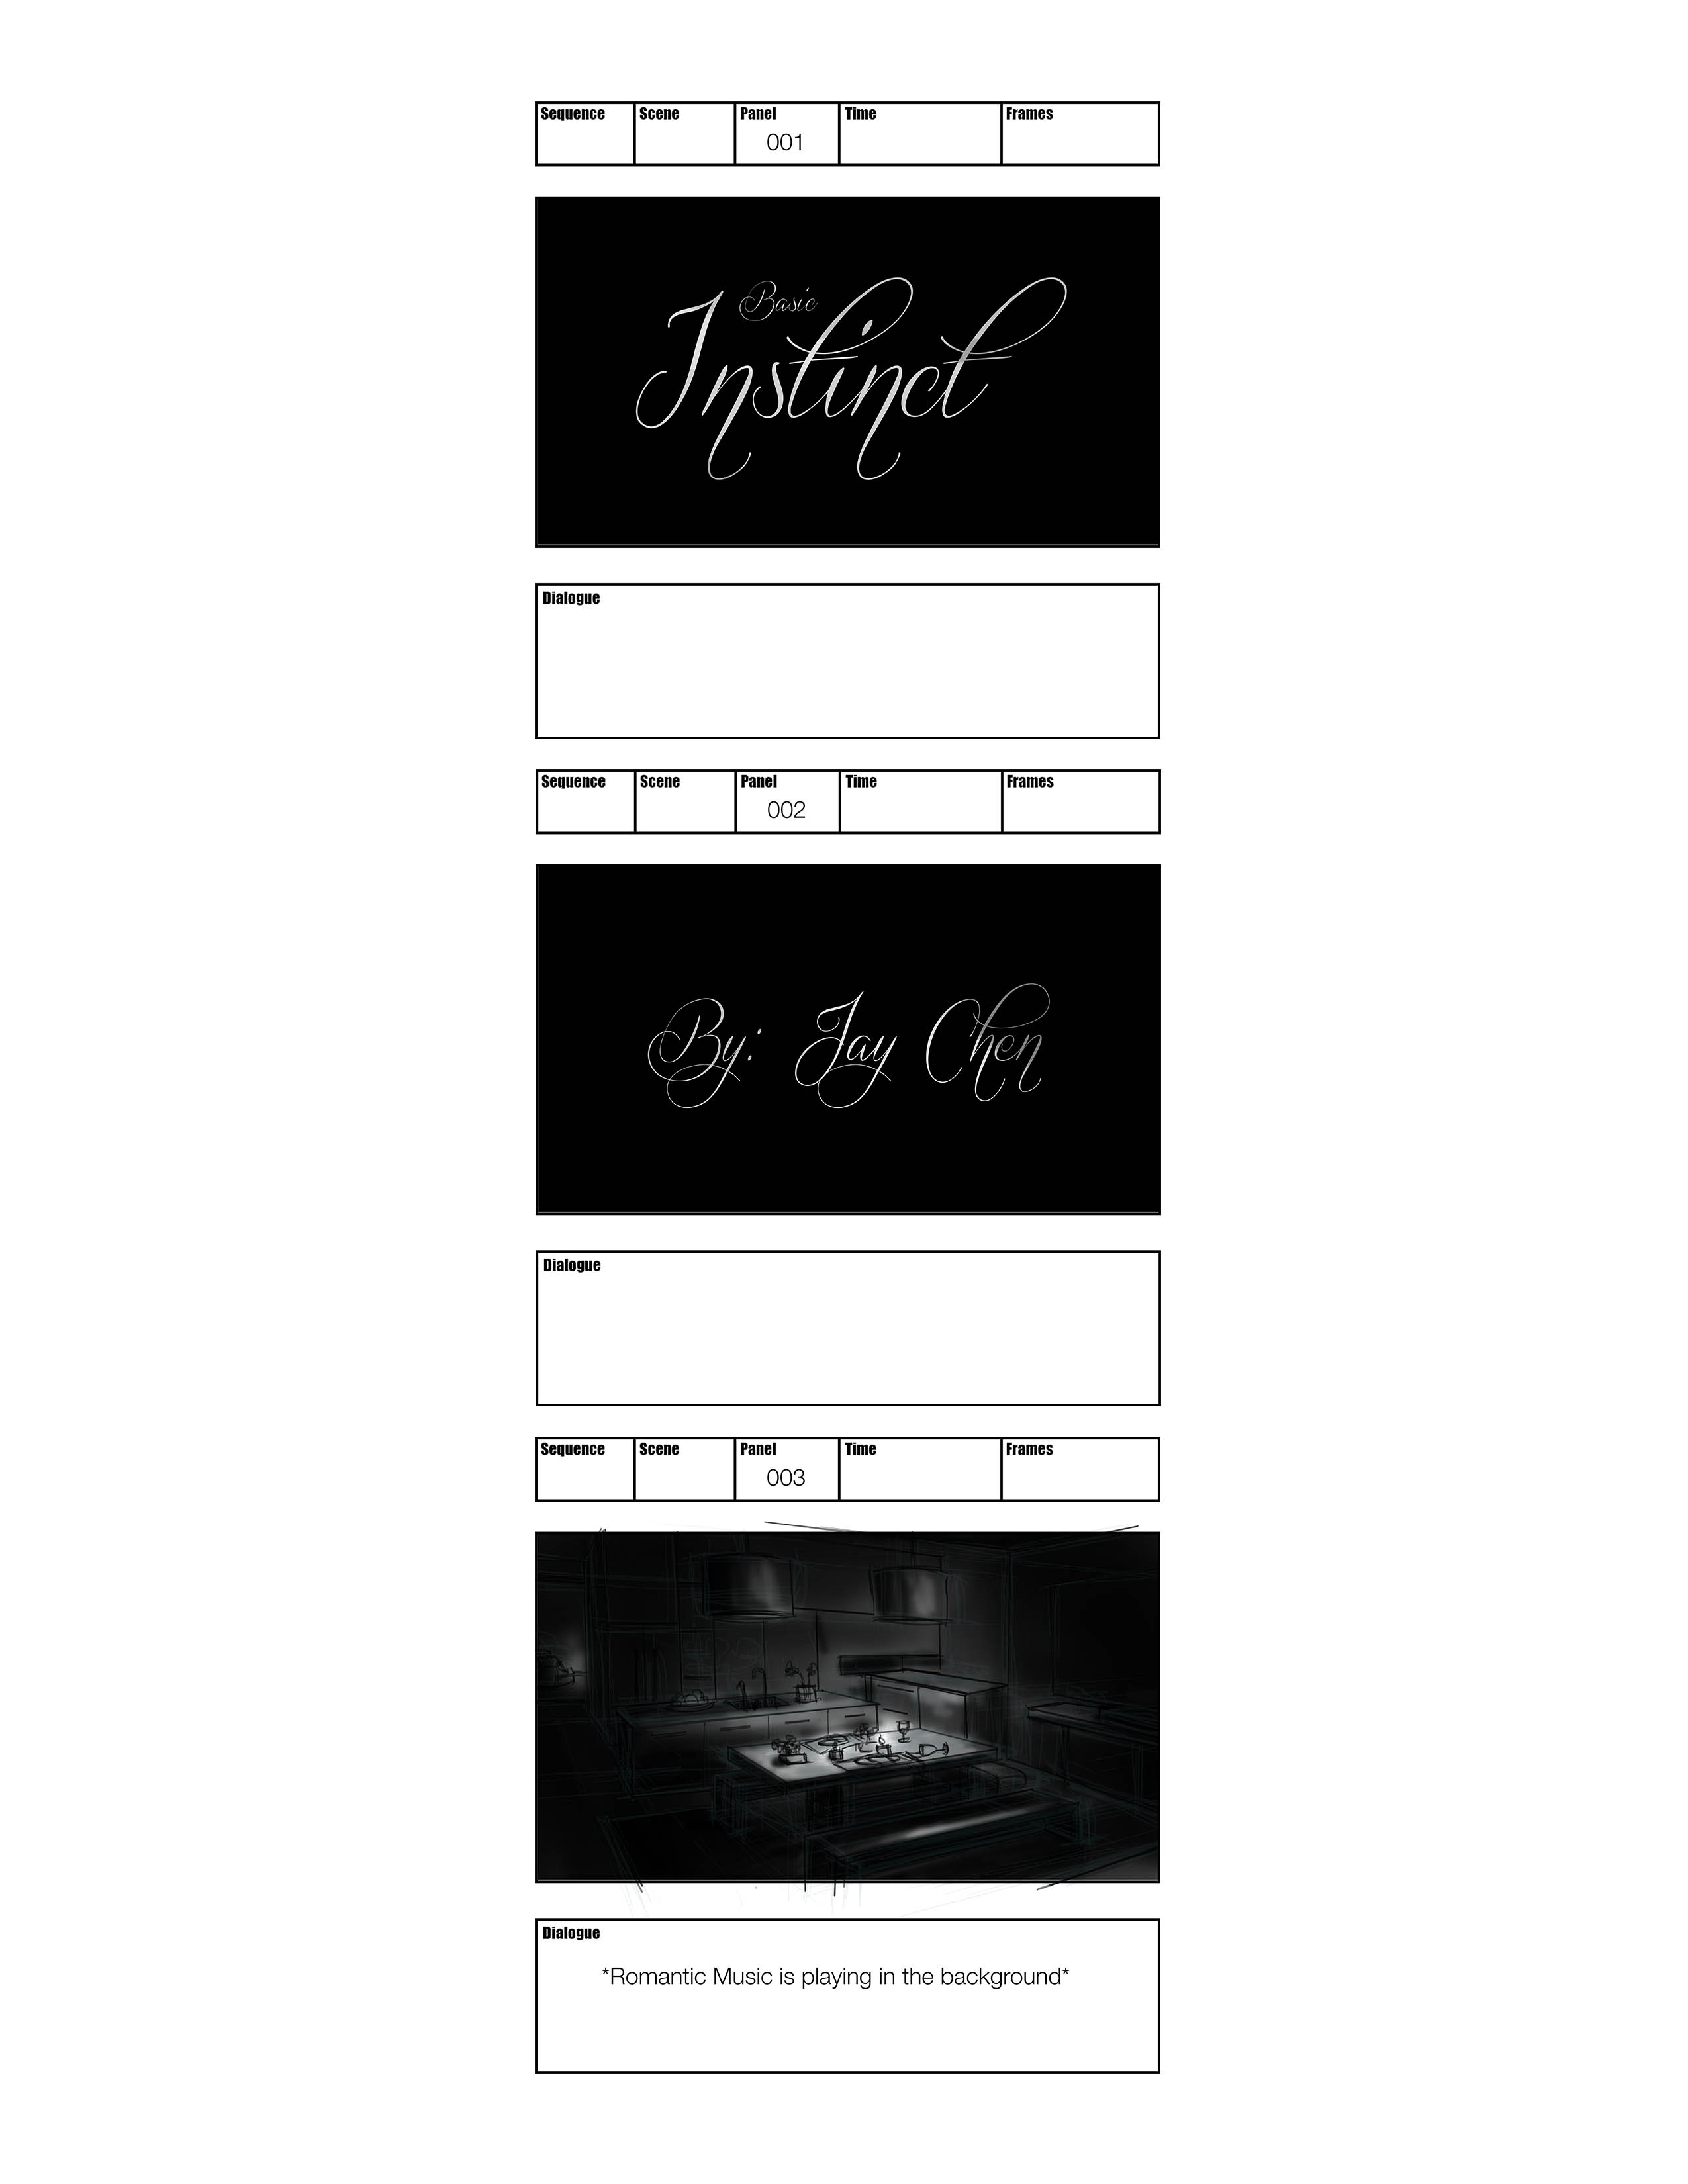 Sequence Scene Panel Time Frames
001
Basic
Instinct
Dialogue
Sequence Scene Panel Time Frames
002
By: Jay Chen
Dialogue
Sequence Scene Panel Time Frames
003
Dialogue
*Romantic Music is playing in the background*